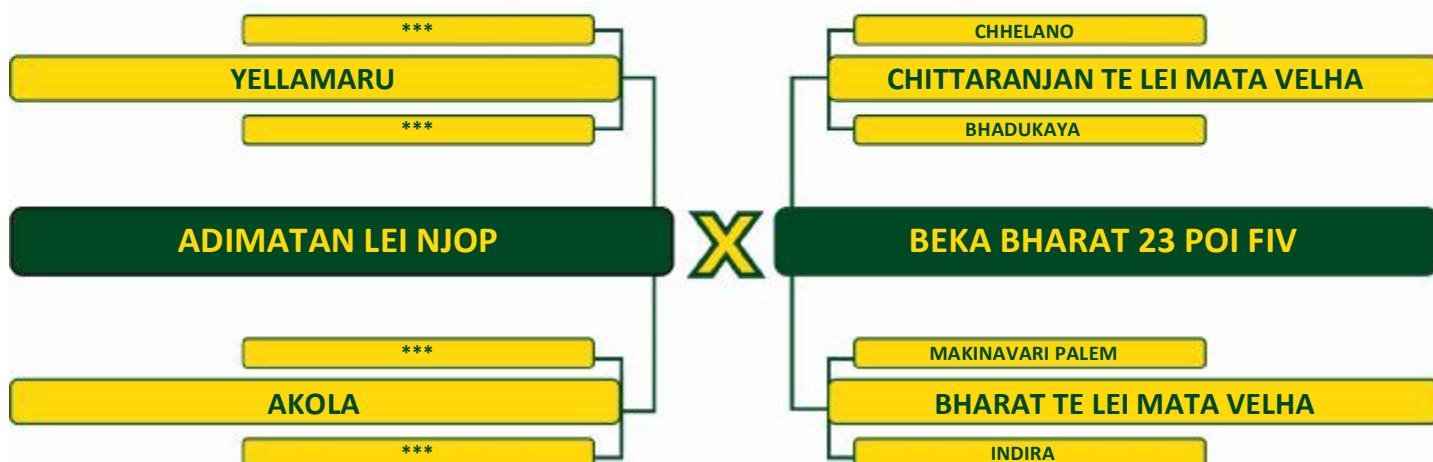 ***
YELLAMARU
***
ADIMATAN LEI NJOP
***
AKOLA
***
X
CHHELANO
CHITTARANJAN TE LEI MATA VELHA
BHADUKAYA
BEKA BHARAT 23 POI FIV
MAKINAVARI PALEM
BHARAT TE LEI MATA VELHA
INDIRA